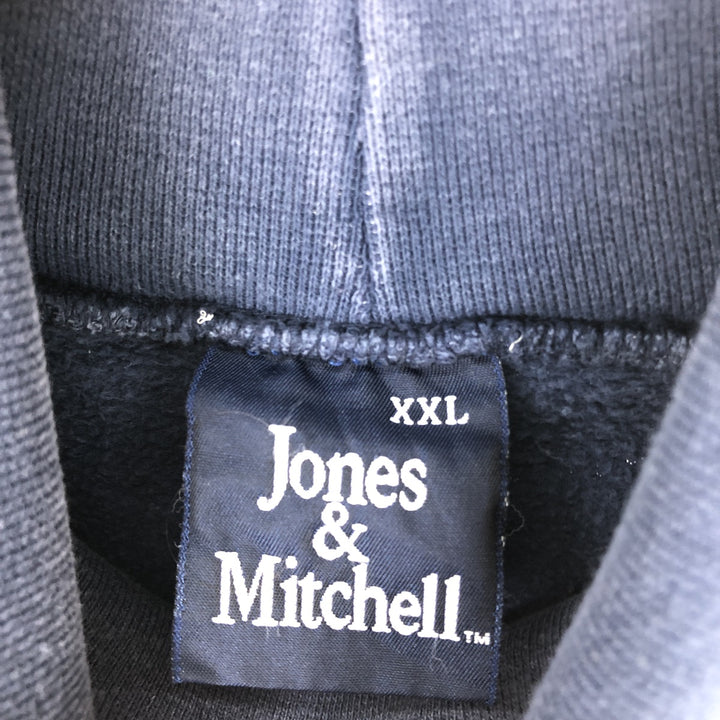 XXL
Jones
&
Mitchell™